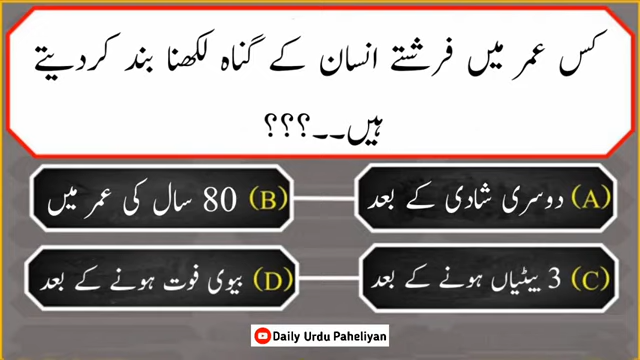 کس عمر میں فرشتے انسان کے گناہ لکھنا بند کردیتے
ہیں۔۔؟؟؟
(A) دوسری شادی کے بعد
(B) 80 سال کی عمر میں
(C) 3 بیٹیاں ہونے کے بعد
(D) بیوی فوت ہونے کے بعد
Daily Urdu Paheliyan